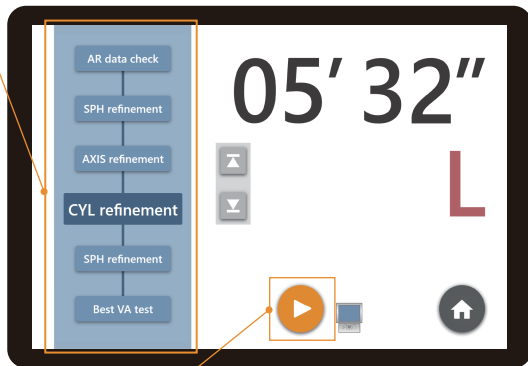 AR data check
SPH refinement
AXIS refinement
CYL refinement
SPH refinement
Best VA test
05′ 32″
L